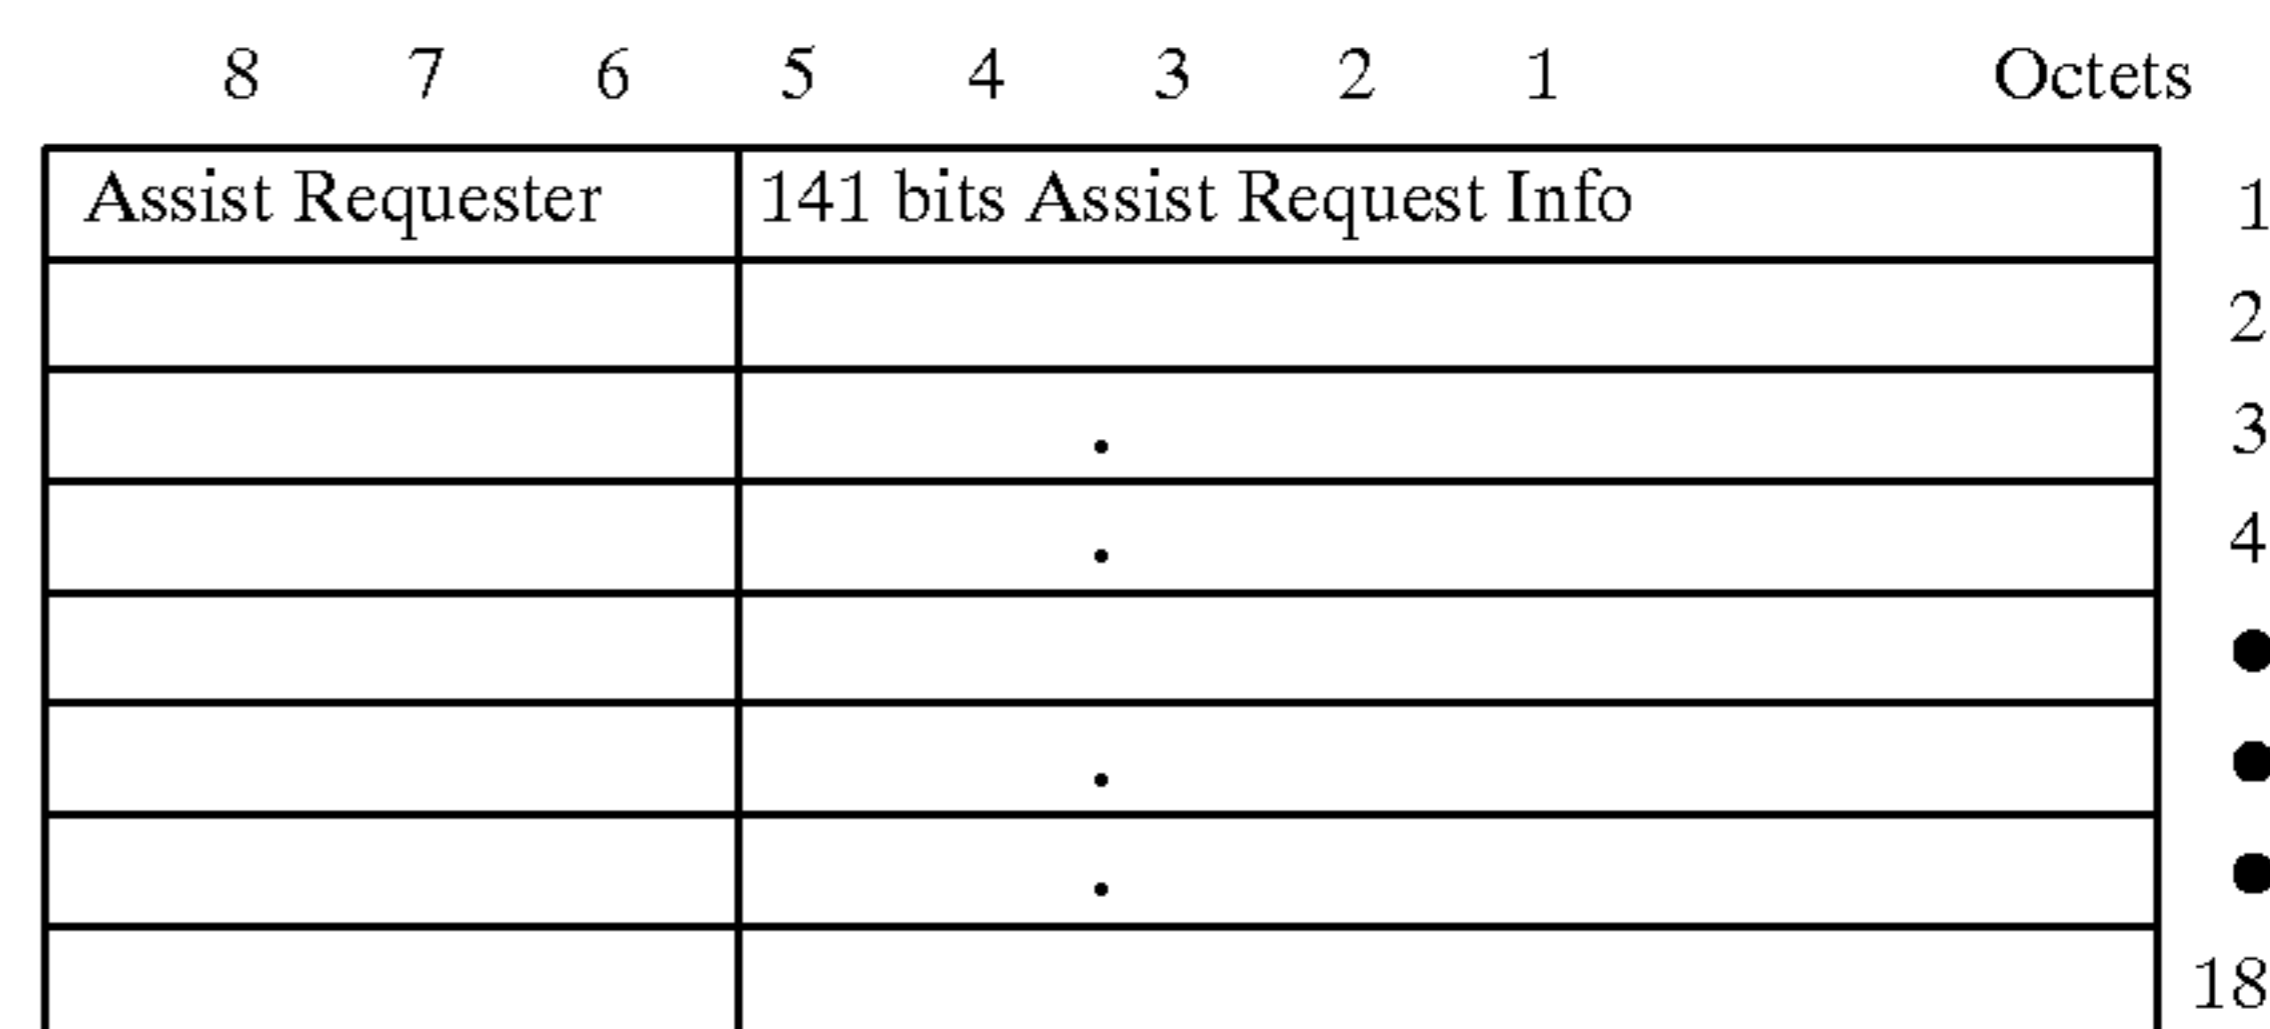 8 7 6 5 4 3 2 1 Octets
Assist Requester 141 bits Assist Request Info 1
2
3
4
18